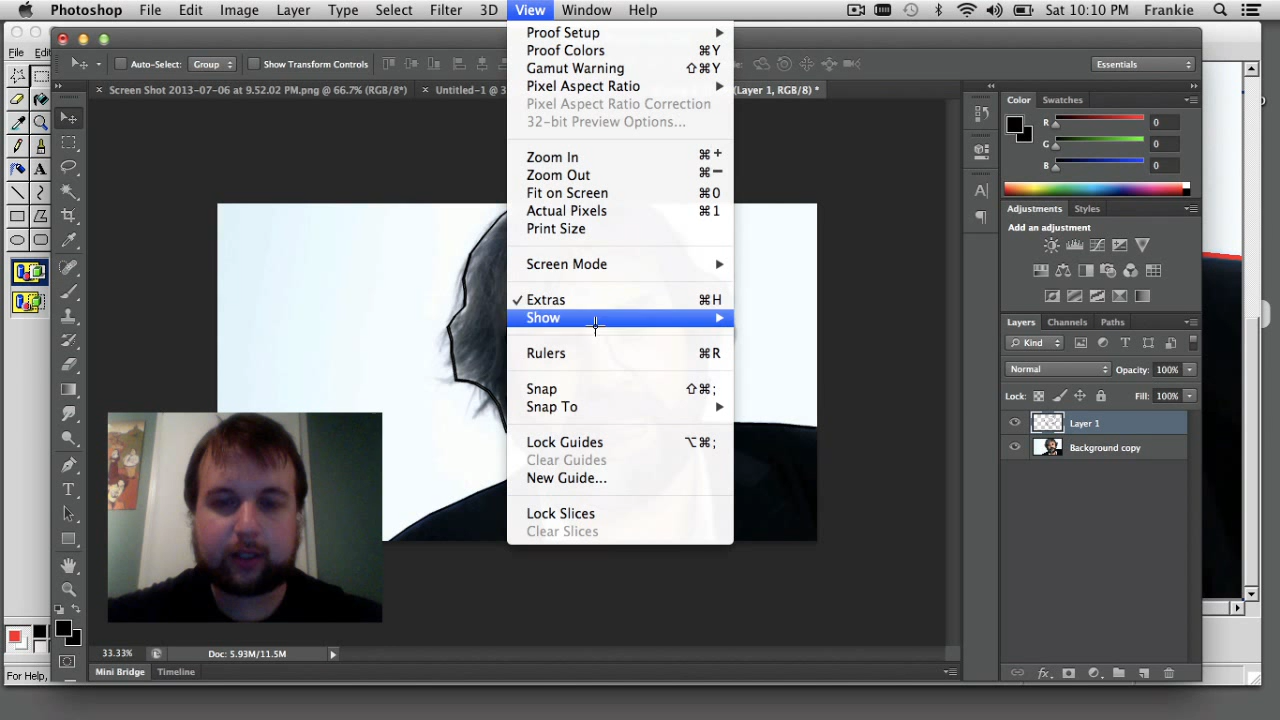 Photoshop File Edit Image Layer Type Select Filter 3D View Window Help Sat 10:10 PM Frankie
File Edi
Auto-Select: Group Show Transform Controls Essentials
× Screen Shot 2013-07-06 at 9.52.02 PM.png @ 66.7% (RGB/8*) × Untitled-1 @ 3 (Layer 1, RGB/8) *
Proof Setup
Proof Colors ⌘Y
Gamut Warning ⇧⌘Y
Pixel Aspect Ratio
Pixel Aspect Ratio Correction
32-bit Preview Options...
Zoom In ⌘+
Zoom Out ⌘−
Fit on Screen ⌘0
Actual Pixels ⌘1
Print Size
Screen Mode
✓ Extras ⌘H
Show
Rulers ⌘R
Snap ⇧⌘;
Snap To
Lock Guides ⌥⌘;
Clear Guides
New Guide...
Lock Slices
Clear Slices
Color Swatches
R 0
G 0
B 0
Adjustments Styles
Add an adjustment
Layers Channels Paths
Kind
Normal Opacity: 100%
Lock: Fill: 100%
Layer 1
Background copy
33.33% Doc: 5.93M/11.5M
Mini Bridge Timeline
For Help,